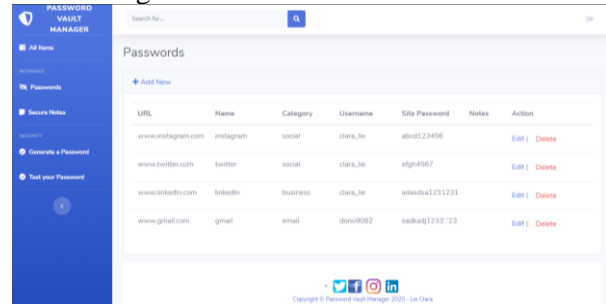 PASSWORD
VAULT
MANAGER
Search for...
All Items
Passwords
INTERFACE
Passwords
+ Add New
Secure Notes
URL Name Category Username Site Password Notes Action
SECURITY
www.instagram.com instagram social clara_lie abcd123456 Edit | Delete
Generate a Password
www.twitter.com twitter social clara_lie efgh4567 Edit | Delete
Test your Password
www.linkedin.com linkedin business clara_lie adasdsa1231231 Edit | Delete
www.gmail.com gmail email dono9082 sadkadj1233'.'23 Edit | Delete
Copyright © Password Vault Manager 2020 - Lie Clara